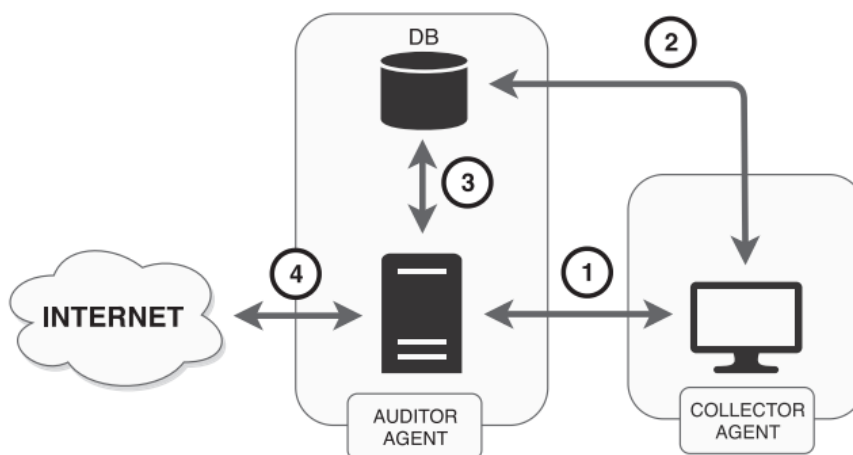 DB
2
3
1
4
INTERNET
AUDITOR
AGENT
COLLECTOR
AGENT